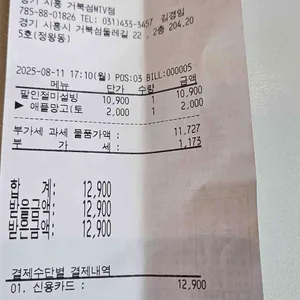 경기 시흥 거북섬MTV점
785-88-01826 TEL: 031)433-3457 김경임
경기 시흥시 거북섬둘레길 22 , 2층 204,20
5호(정왕동)
2025-08-11 17:10(월) POS:03 BILL:000005
메뉴 단가 수량 금액
팥인절미설빙 10,900 1 10,900
▶ 애플망고(토 2,000 1 2,000
부가세 과세 물품가액 : 11,727
부 가 세 : 1,173
합 계: 12,900
받을금액: 12,900
받은금액: 12,900
결제수단별 결제내역
01. 신용카드 : 12,900